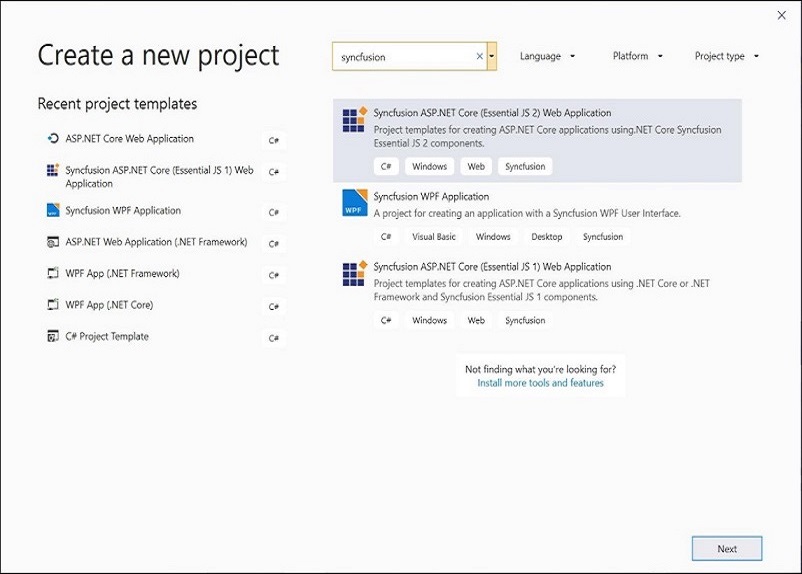 Create a new project
syncfusion
Language
Platform
Project type
Recent project templates
ASP.NET Core Web Application
C#
Syncfusion ASP.NET Core (Essential JS 1) Web
Application
C#
Syncfusion WPF Application
C#
ASP.NET Web Application (.NET Framework)
C#
WPF App (.NET Framework)
C#
WPF App (.NET Core)
C#
C# Project Template
C#
Syncfusion ASP.NET Core (Essential JS 2) Web Application
Project templates for creating ASP.NET Core applications using.NET Core Syncfusion
Essential JS 2 components.
C# Windows Web Syncfusion
WPF
Syncfusion WPF Application
A project for creating an application with a Syncfusion WPF User Interface.
C# Visual Basic Windows Desktop Syncfusion
Syncfusion ASP.NET Core (Essential JS 1) Web Application
Project templates for creating ASP.NET Core applications using .NET Core or .NET
Framework and Syncfusion Essential JS 1 components.
C# Windows Web Syncfusion
Not finding what you're looking for?
Install more tools and features
Next